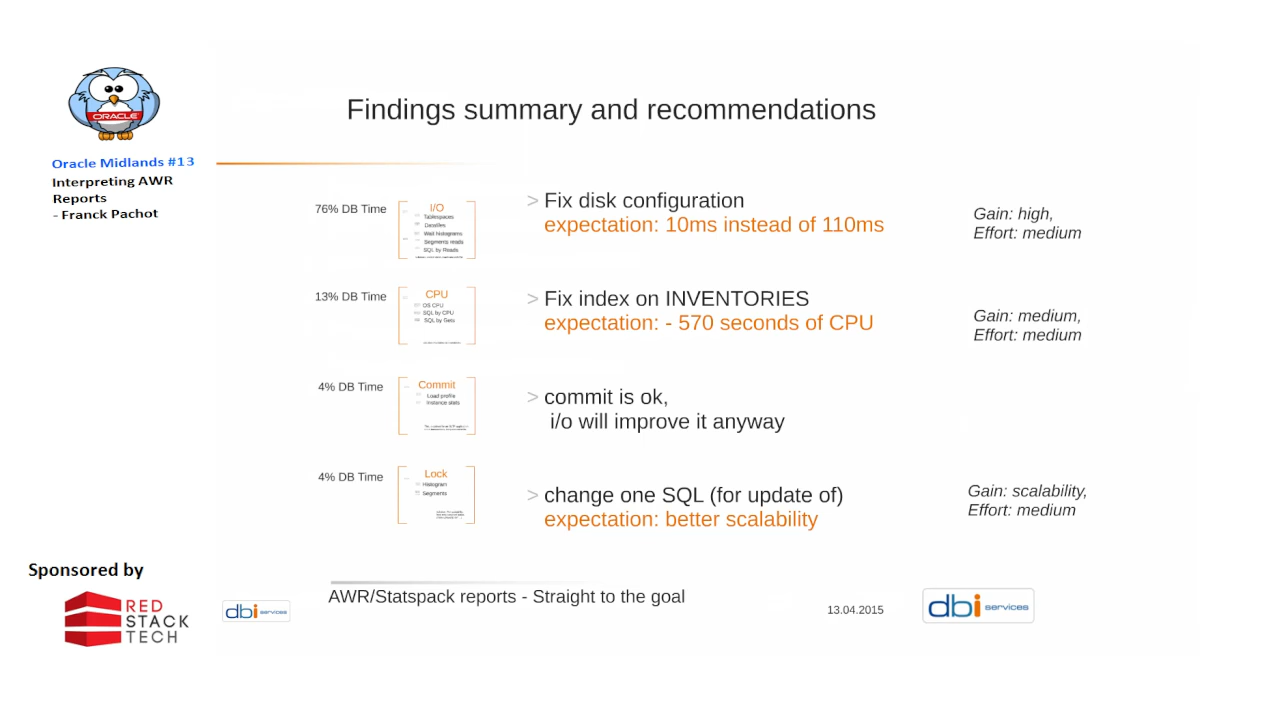 ORACLE
Oracle Midlands #13
Interpreting AWR
Reports
- Franck Pachot
Findings summary and recommendations
76% DB Time
I/O
Tablespaces
Datafiles
Wait histograms
Segments reads
SQL by Reads
> Fix disk configuration
expectation: 10ms instead of 110ms
Gain: high,
Effort: medium
13% DB Time
CPU
OS CPU
SQL by CPU
SQL by Gets
> Fix index on INVENTORIES
expectation: - 570 seconds of CPU
Gain: medium,
Effort: medium
4% DB Time
Commit
Load profile
Instance stats
> commit is ok,
i/o will improve it anyway
4% DB Time
Lock
Histogram
Segments
> change one SQL (for update of)
expectation: better scalability
Gain: scalability,
Effort: medium
Sponsored by
RED
STACK
TECH
dbi services
AWR/Statspack reports - Straight to the goal
13.04.2015
dbi services